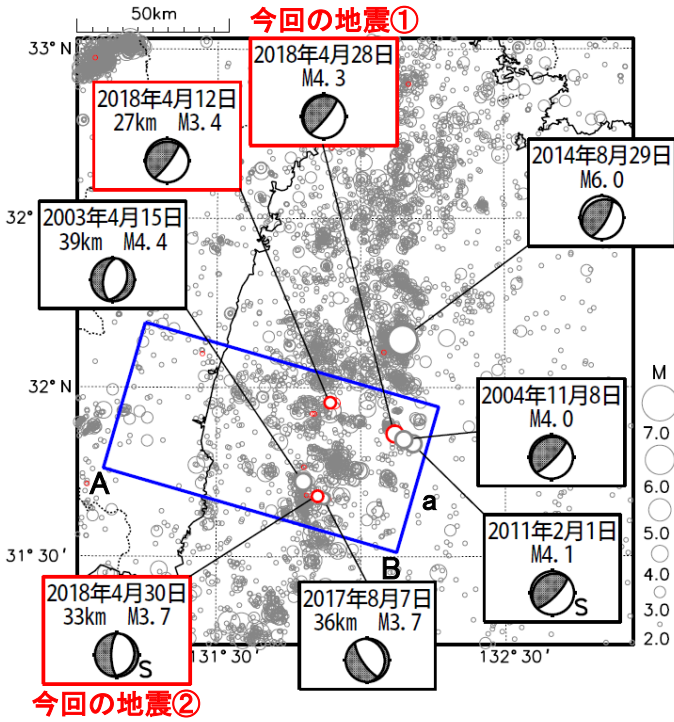 50km
今回の地震①
33°N
2018年4月28日
M4.3
2018年4月12日
27km M3.4
2014年8月29日
M6.0
32°
2003年4月15日
39km M4.4
32°N
M
7.0
6.0
5.0
4.0
3.0
2.0
2004年11月8日
M4.0
A
a
2011年2月1日
M4.1
S
31°30′
B
2018年4月30日
33km M3.7
S
2017年8月7日
36km M3.7
131°30′
132°30′
今回の地震②